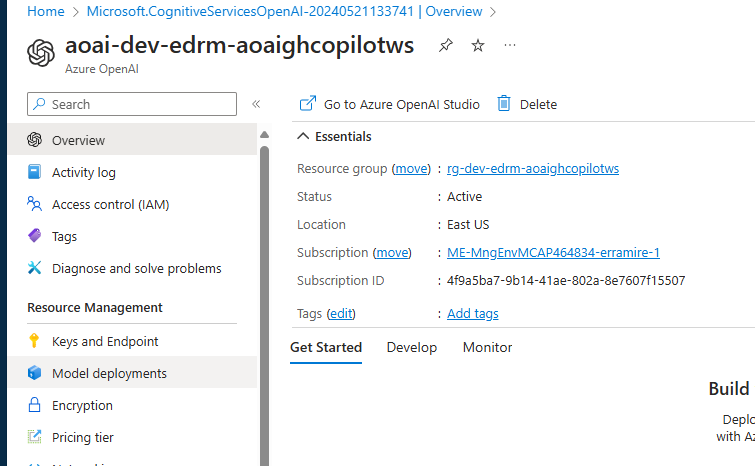 Home > Microsoft.CognitiveServicesOpenAI-20240521133741 | Overview >
aoai-dev-edrm-aoaighcopilotws
Azure OpenAI
Search
Overview
Activity log
Access control (IAM)
Tags
Diagnose and solve problems
Resource Management
Keys and Endpoint
Model deployments
Encryption
Pricing tier
Go to Azure OpenAI Studio
Delete
Essentials
Resource group (move) : rg-dev-edrm-aoaighcopilotws
Status : Active
Location : East US
Subscription (move) : ME-MngEnvMCAP464834-erramire-1
Subscription ID : 4f9a5ba7-9b14-41ae-802a-8e7607f15507
Tags (edit) : Add tags
Get Started Develop Monitor
Build
Deplo
with Az